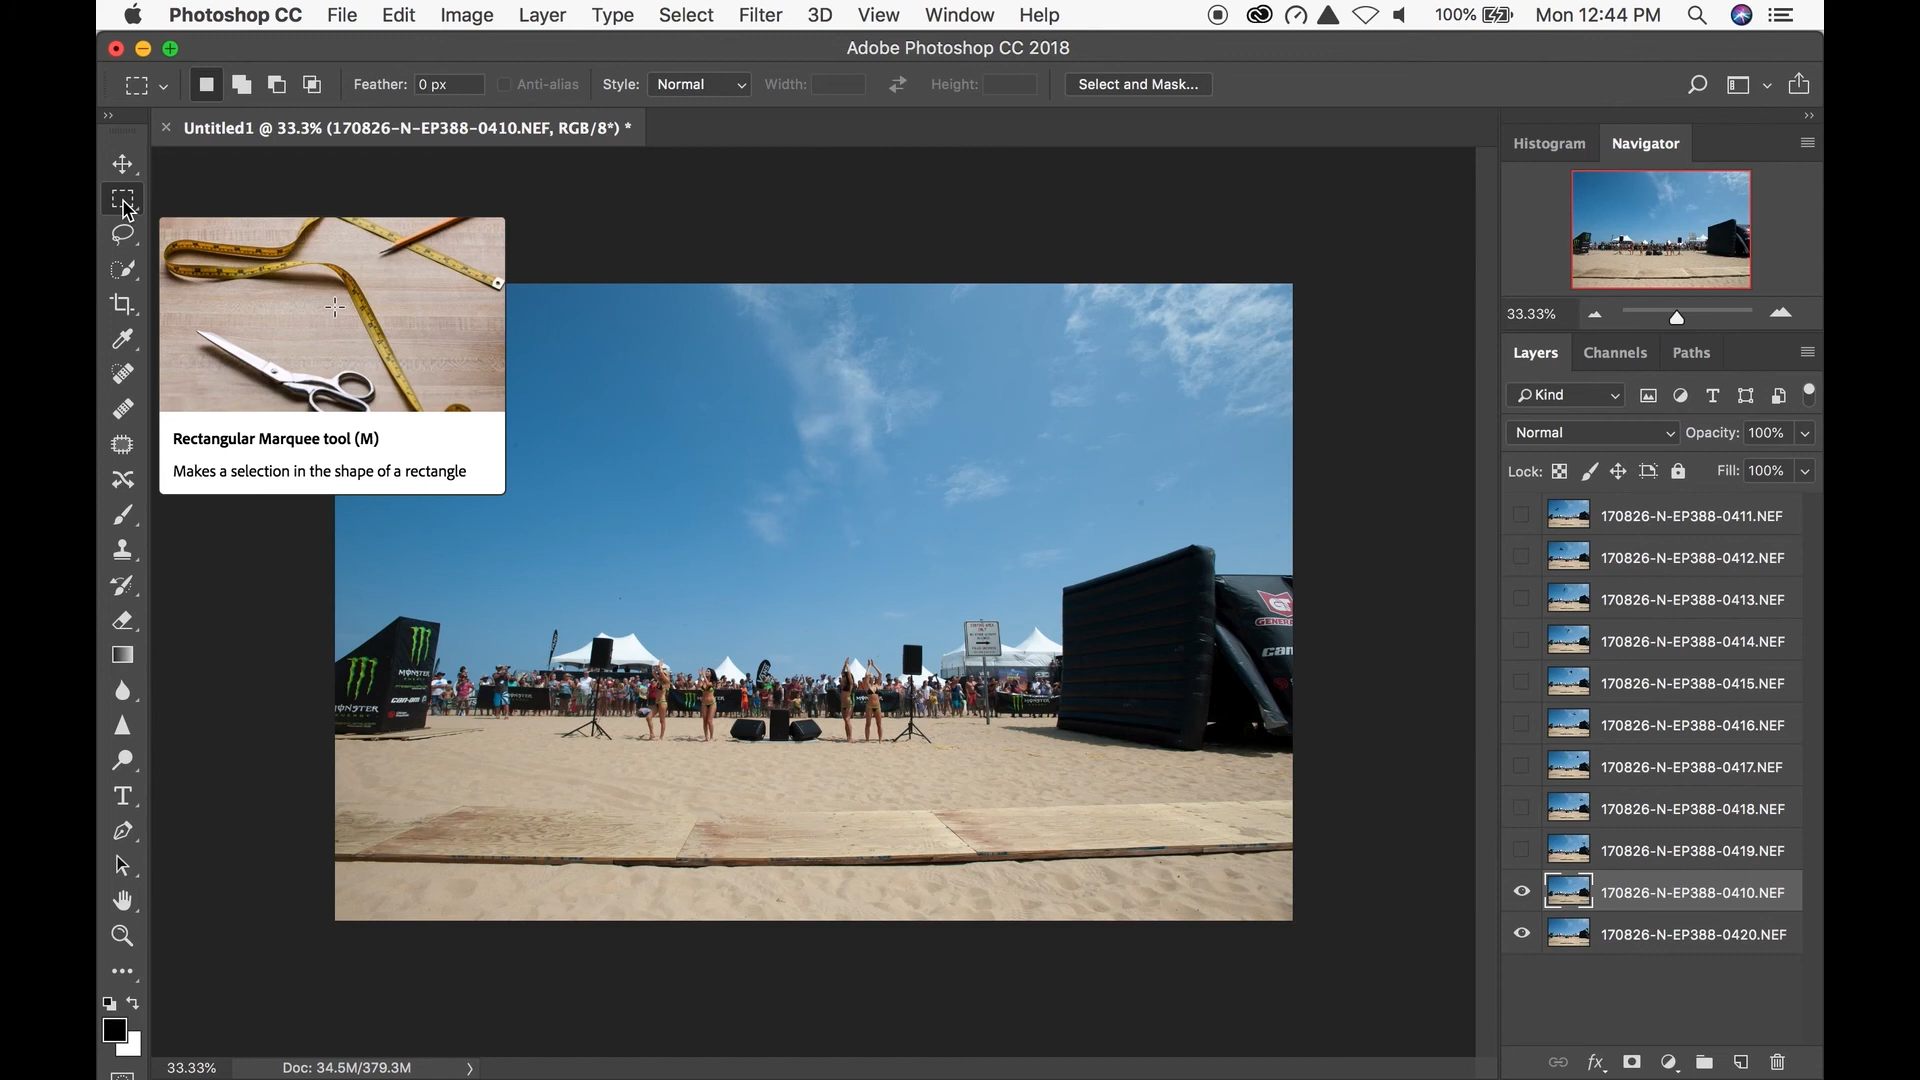 Photoshop CC File Edit Image Layer Type Select Filter 3D View Window Help 100% Mon 12:44 PM
Adobe Photoshop CC 2018
Feather: 0 px Anti-alias Style: Normal Width: Height: Select and Mask...
Untitled1 @ 33.3% (170826-N-EP388-0410.NEF, RGB/8*) *
Histogram Navigator
33.33%
Layers Channels Paths
Kind
Normal Opacity: 100%
Lock: Fill: 100%
170826-N-EP388-0411.NEF
170826-N-EP388-0412.NEF
170826-N-EP388-0413.NEF
170826-N-EP388-0414.NEF
170826-N-EP388-0415.NEF
170826-N-EP388-0416.NEF
170826-N-EP388-0417.NEF
170826-N-EP388-0418.NEF
170826-N-EP388-0419.NEF
170826-N-EP388-0410.NEF
170826-N-EP388-0420.NEF
Rectangular Marquee tool (M)
Makes a selection in the shape of a rectangle
MONSTER
MONSTER
can-am
GENER
can
33.33% Doc: 34.5M/379.3M